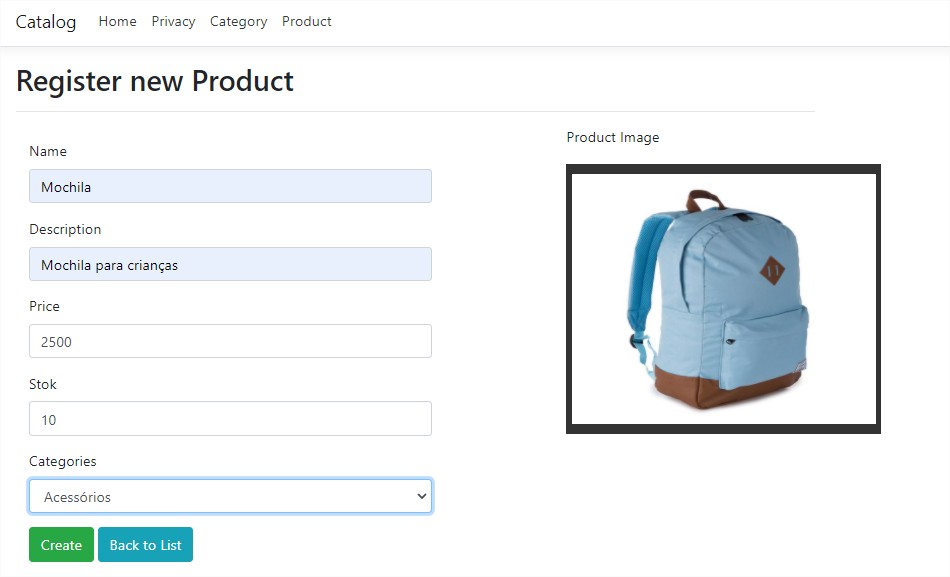 Catalog Home Privacy Category Product
Register new Product
Name
Mochila
Description
Mochila para crianças
Price
2500
Stok
10
Categories
Acessórios
Create Back to List
Product Image